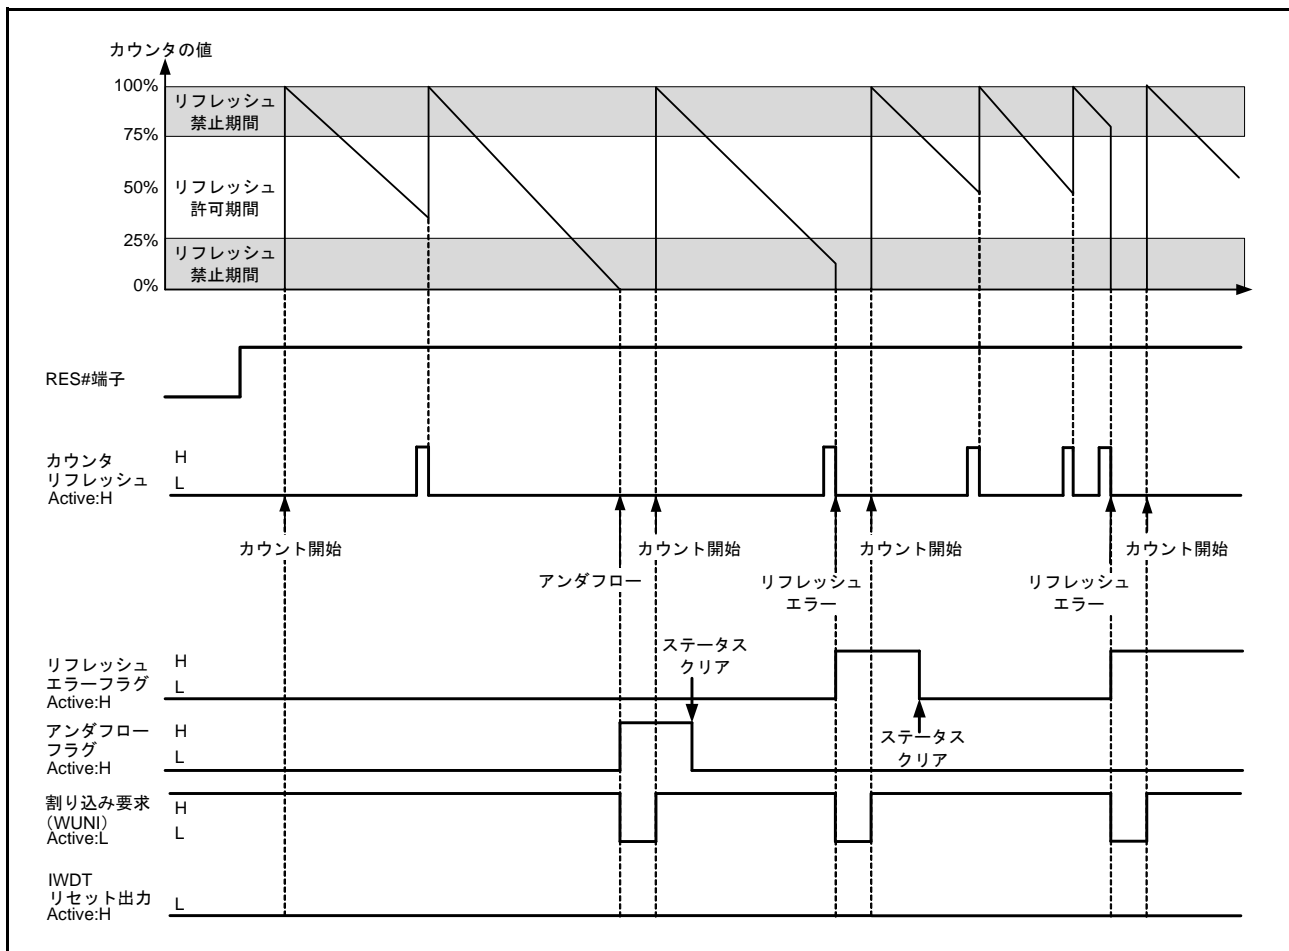 カウンタの値
100%
リフレッシュ
禁止期間
75%
50%
リフレッシュ
許可期間
25%
リフレッシュ
禁止期間
0%
RES#端子
カウンタ
リフレッシュ
Active:H
H
L
カウント開始
カウント開始
カウント開始
カウント開始
アンダフロー
リフレッシュ
エラー
リフレッシュ
エラー
ステータス
クリア
リフレッシュ
エラーフラグ
Active:H
H
L
アンダフロー
フラグ
Active:H
H
L
ステータス
クリア
割り込み要求
(WUNI)
Active:L
H
L
IWDT
リセット出力
Active:H
L